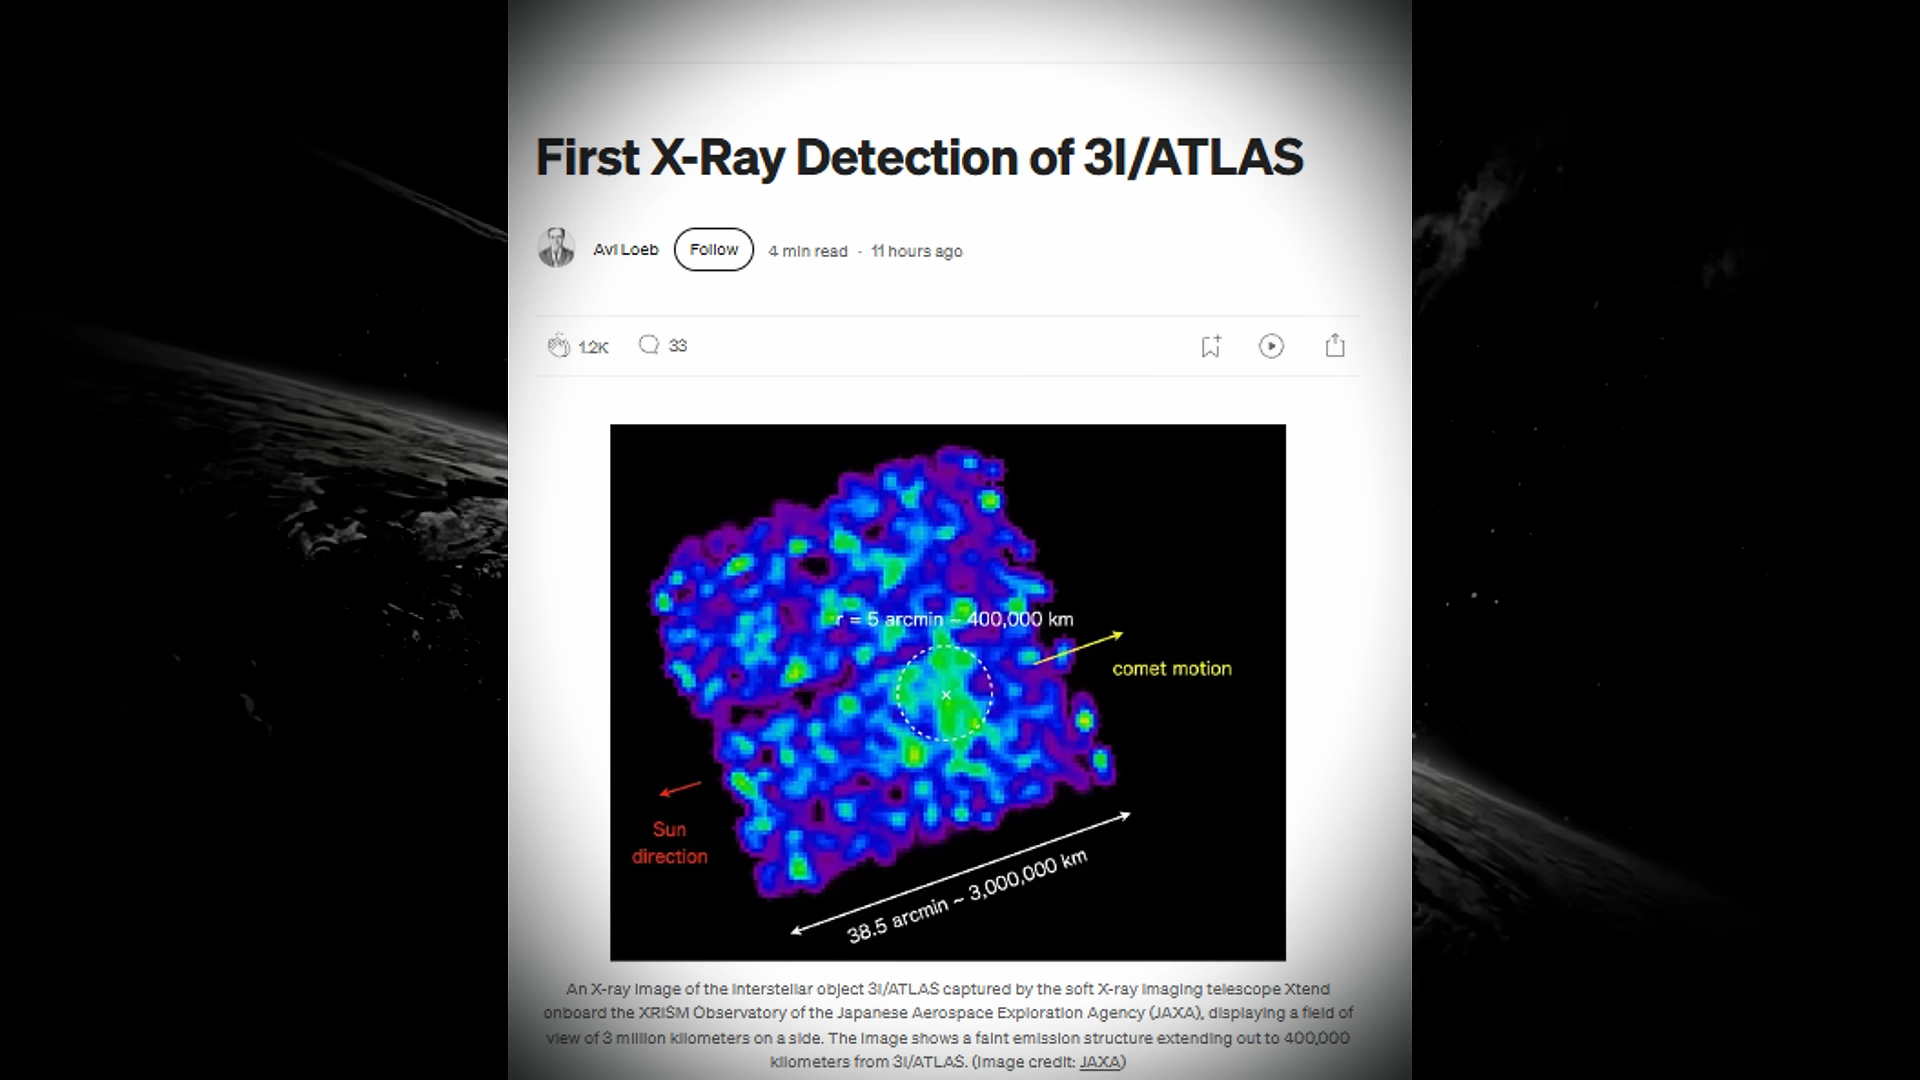 First X-Ray Detection of 3I/ATLAS
Avi Loeb Follow 4 min read · 11 hours ago
1.2K 33
r = 5 arcmin ~ 400,000 km
comet motion
Sun
direction
38.5 arcmin ~ 3,000,000 km
An X-ray image of the interstellar object 3I/ATLAS captured by the soft X-ray imaging telescope Xtend
onboard the XRISM Observatory of the Japanese Aerospace Exploration Agency (JAXA), displaying a field of
view of 3 million kilometers on a side. The image shows a faint emission structure extending out to 400,000
kilometers from 3I/ATLAS. (Image credit: JAXA)